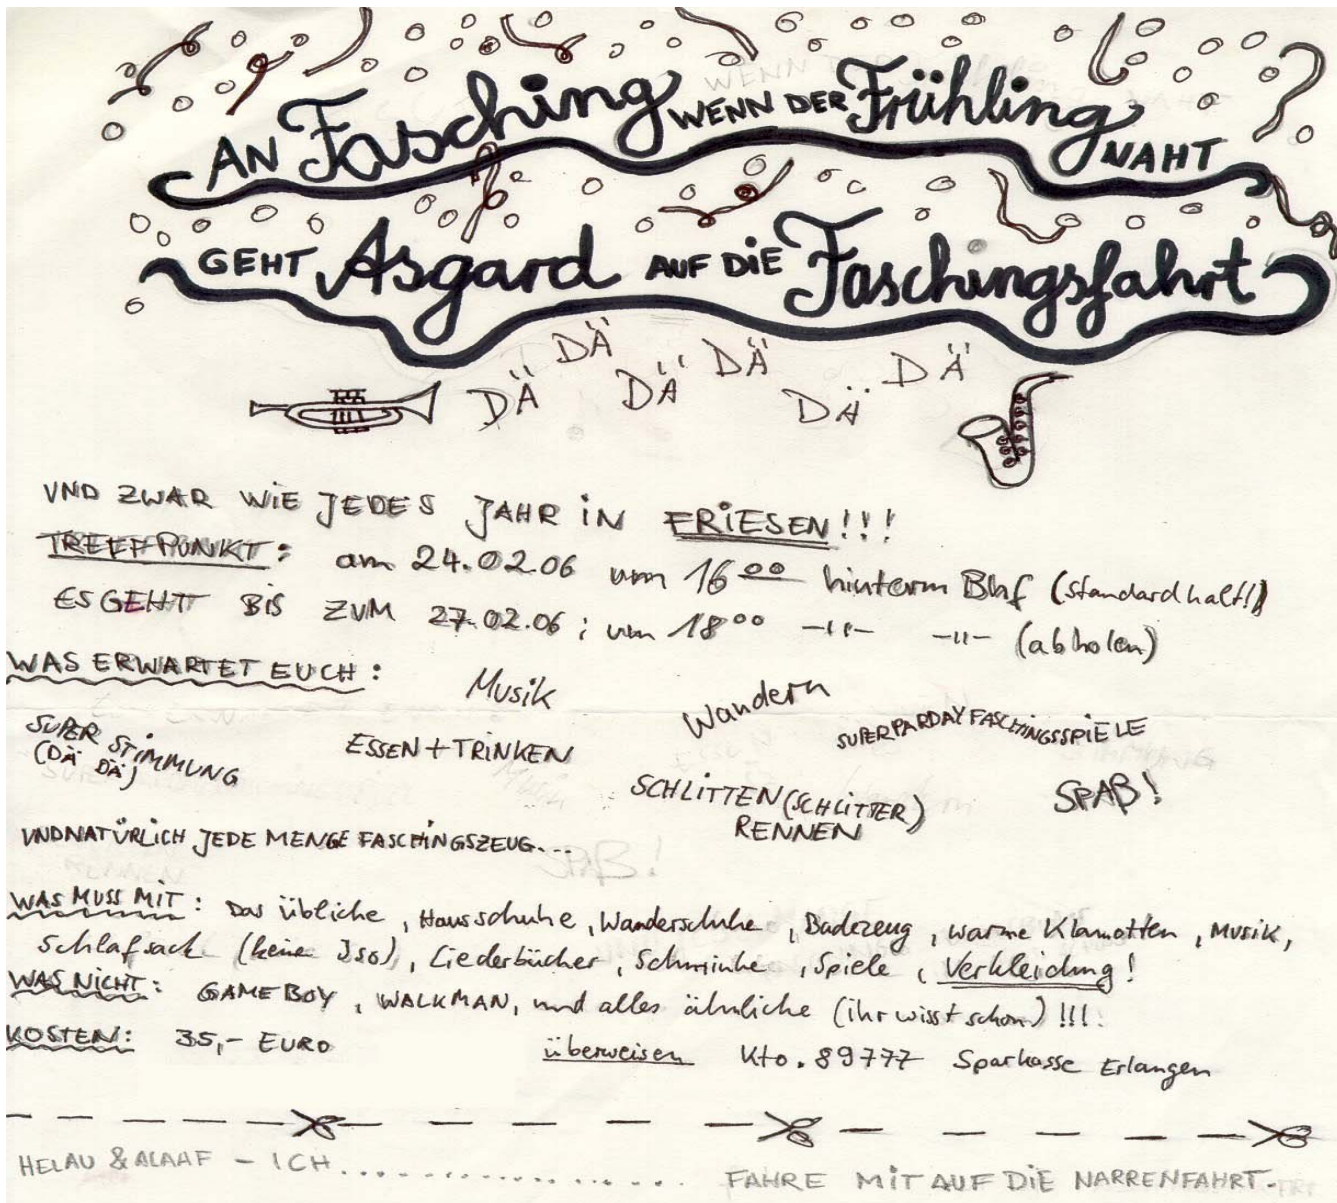 AN Fasching WENN DER Frühling NAHT
GEHT Asgard AUF DIE Faschingsfahrt
DÄ DÄ DÄ DÄ DÄ DÄ
UND ZWAR WIE JEDES JAHR IN FRIESEN!!!
TREFFPUNKT: am 24.02.06 um 16⁰⁰ hinterm Bhf (Standardhalt!)
ES GEHT BIS ZUM 27.02.06; um 18⁰⁰ -"- -"- (abholen)
WAS ERWARTET EUCH:
Musik
Wandern
SUPER STIMMUNG
(DÄ DÄ)
ESSEN + TRINKEN
SUPERPARDAYFASCHINGSSPIELE
SCHLITTEN (SCHLITTER)
RENNEN
SPAß!
UND NATÜRLICH JEDE MENGE FASCHINGSZEUG...
WAS MUSS MIT: Das übliche, Hausschuhe, Wanderschuhe, Badezeug, warme Klamotten, Musik,
Schlafsack (keine Iso), Liederbücher, Schminke, Spiele, Verkleidung!
WAS NICHT: GAMEBOY, WALKMAN, und alles ähnliche (ihr wisst schon) !!!
KOSTEN: 35,- EURO überweisen Kto. 89777 Sparkasse Erlangen
HELAU & ALAAF - ICH.................. FAHRE MIT AUF DIE NARRENFAHRT.